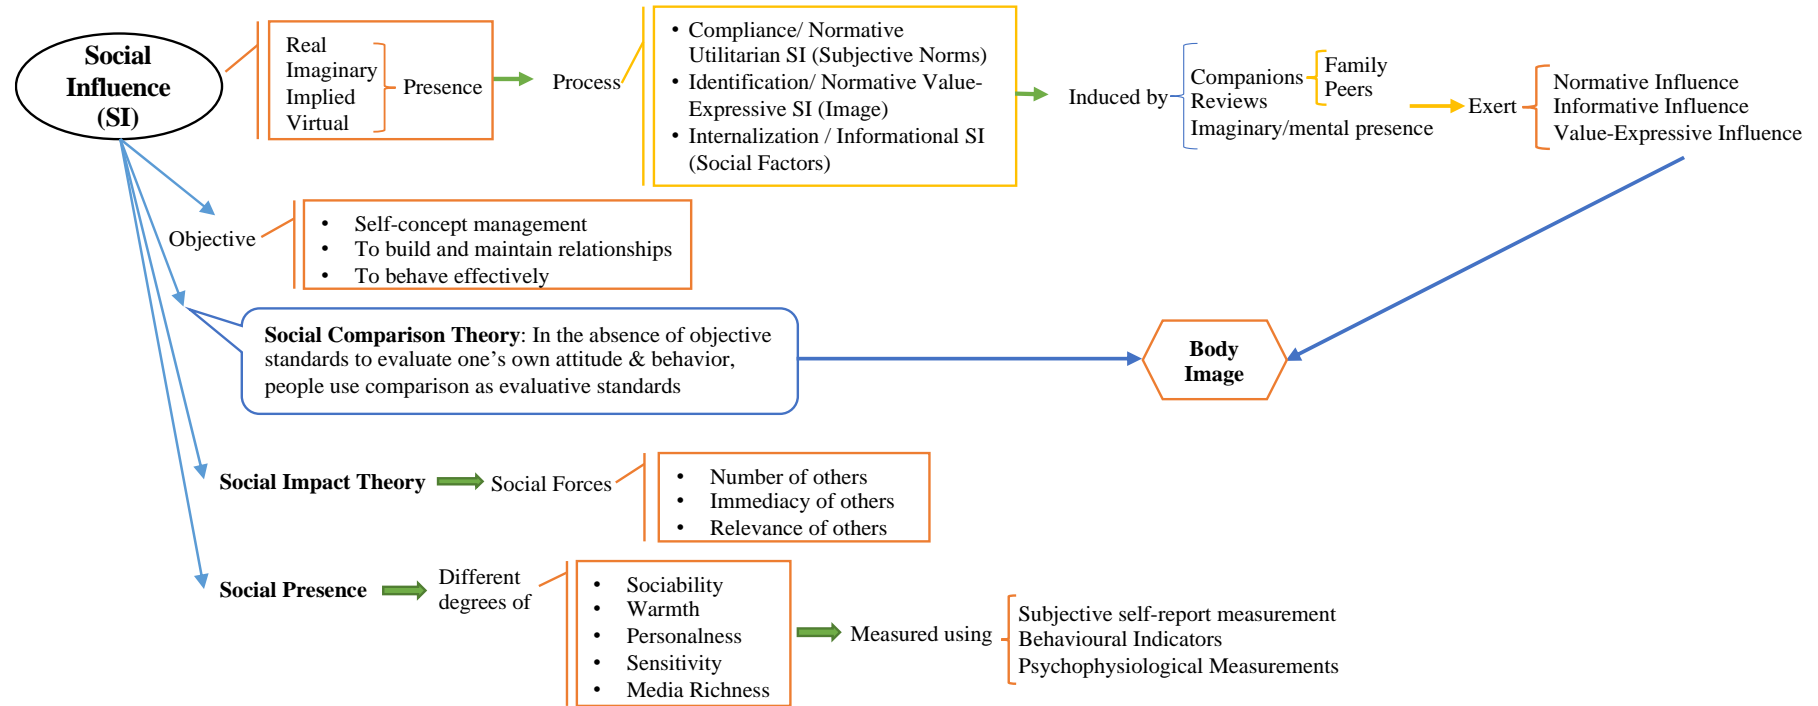 Social
Influence
(SI)
Real
Imaginary
Implied
Virtual
Presence
Process
• Compliance/ Normative
Utilitarian SI (Subjective Norms)
• Identification/ Normative Value-
Expressive SI (Image)
• Internalization / Informational SI
(Social Factors)
Induced by
Companions
Reviews
Imaginary/mental presence
Family
Peers
Exert
Normative Influence
Informative Influence
Value-Expressive Influence
Objective
• Self-concept management
• To build and maintain relationships
• To behave effectively
Social Comparison Theory: In the absence of objective
standards to evaluate one’s own attitude & behavior,
people use comparison as evaluative standards
Body
Image
Social Impact Theory
Social Forces
• Number of others
• Immediacy of others
• Relevance of others
Social Presence
Different
degrees of
• Sociability
• Warmth
• Personalness
• Sensitivity
• Media Richness
Measured using
Subjective self-report measurement
Behavioural Indicators
Psychophysiological Measurements